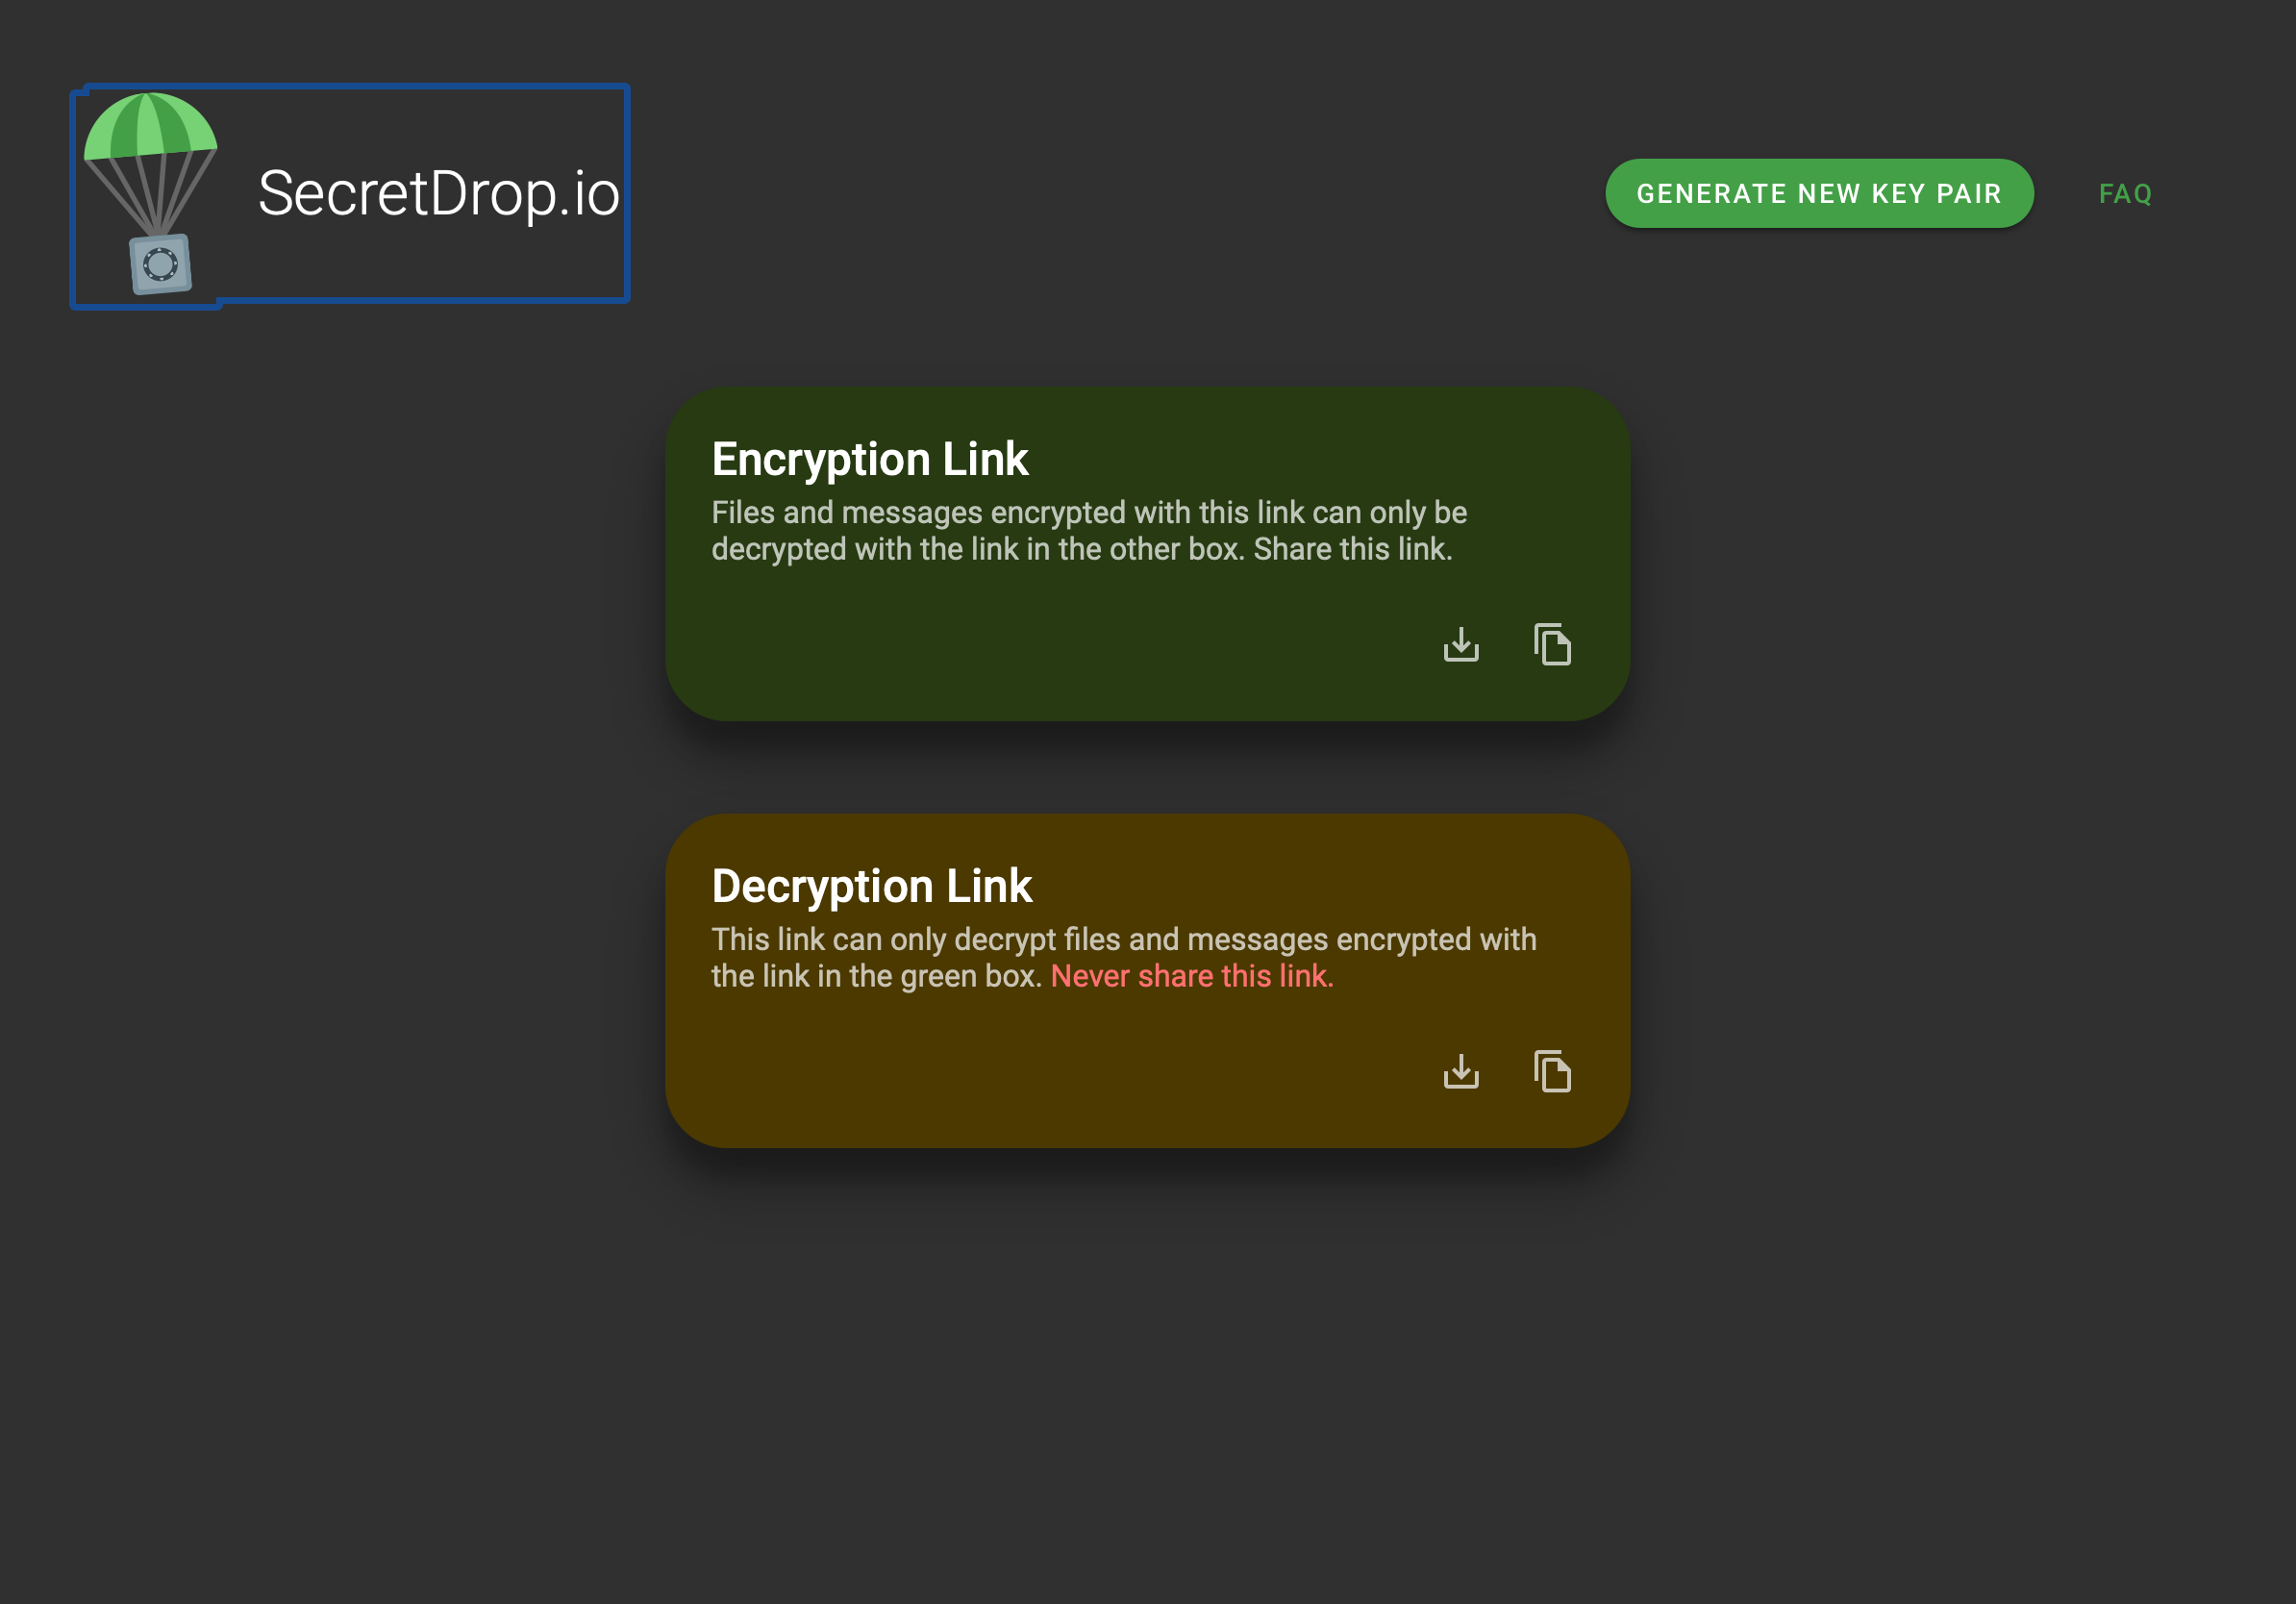 SecretDrop.io
GENERATE NEW KEY PAIR
FAQ
Encryption Link
Files and messages encrypted with this link can only be
decrypted with the link in the other box. Share this link.
Decryption Link
This link can only decrypt files and messages encrypted with
the link in the green box. Never share this link.